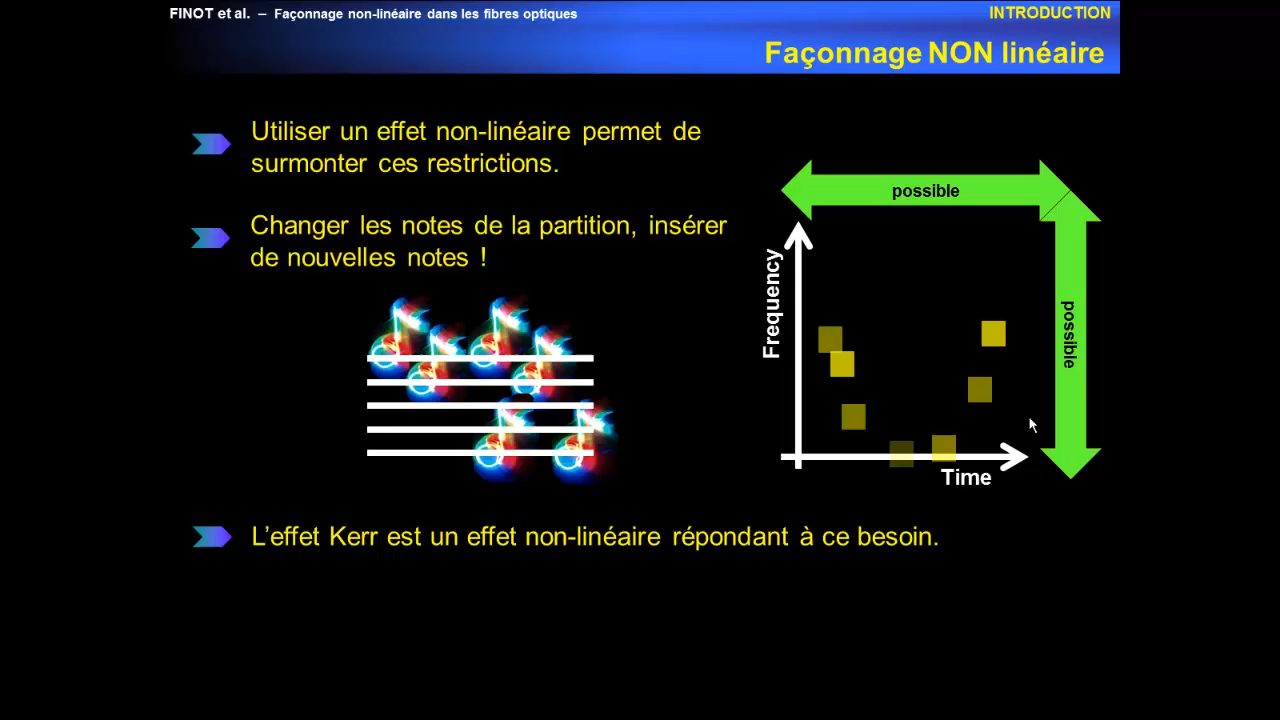 FINOT et al. – Façonnage non-linéaire dans les fibres optiques
INTRODUCTION
Façonnage NON linéaire
Utiliser un effet non-linéaire permet de
surmonter ces restrictions.
Changer les notes de la partition, insérer
de nouvelles notes !
possible
possible
Frequency
Time
L’effet Kerr est un effet non-linéaire répondant à ce besoin.